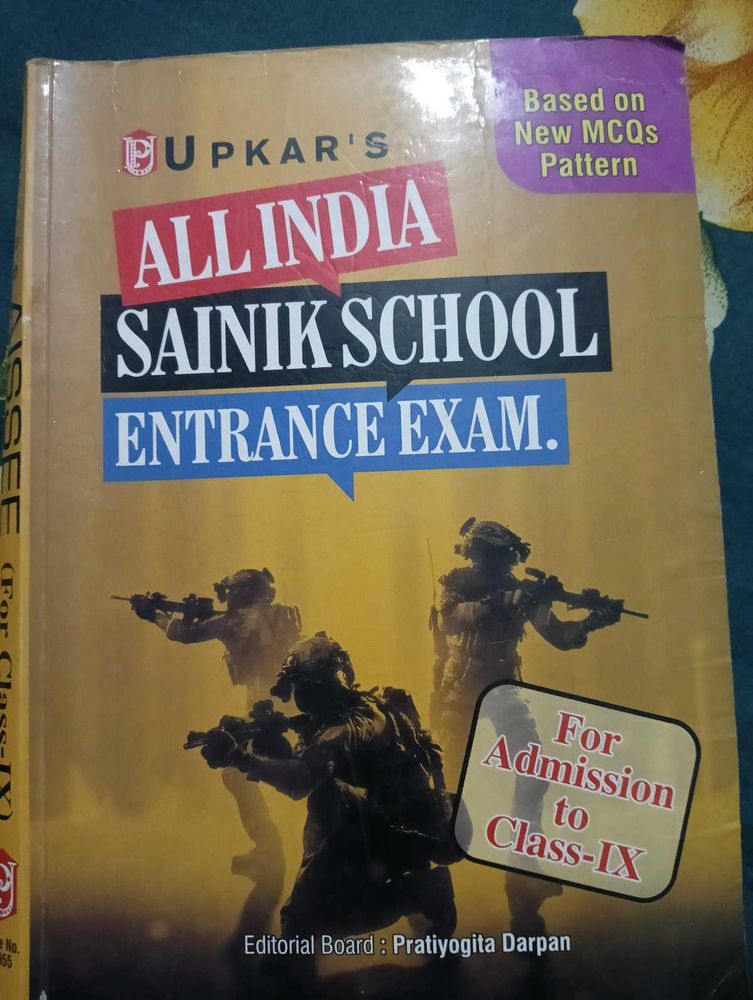 UPKAR'S
Based on
New MCQs
Pattern
ALL INDIA
SAINIK SCHOOL
ENTRANCE EXAM.
For
Admission
to
Class-IX
Editorial Board : Pratiyogita Darpan
AISSEE (For Class-IX)
No.